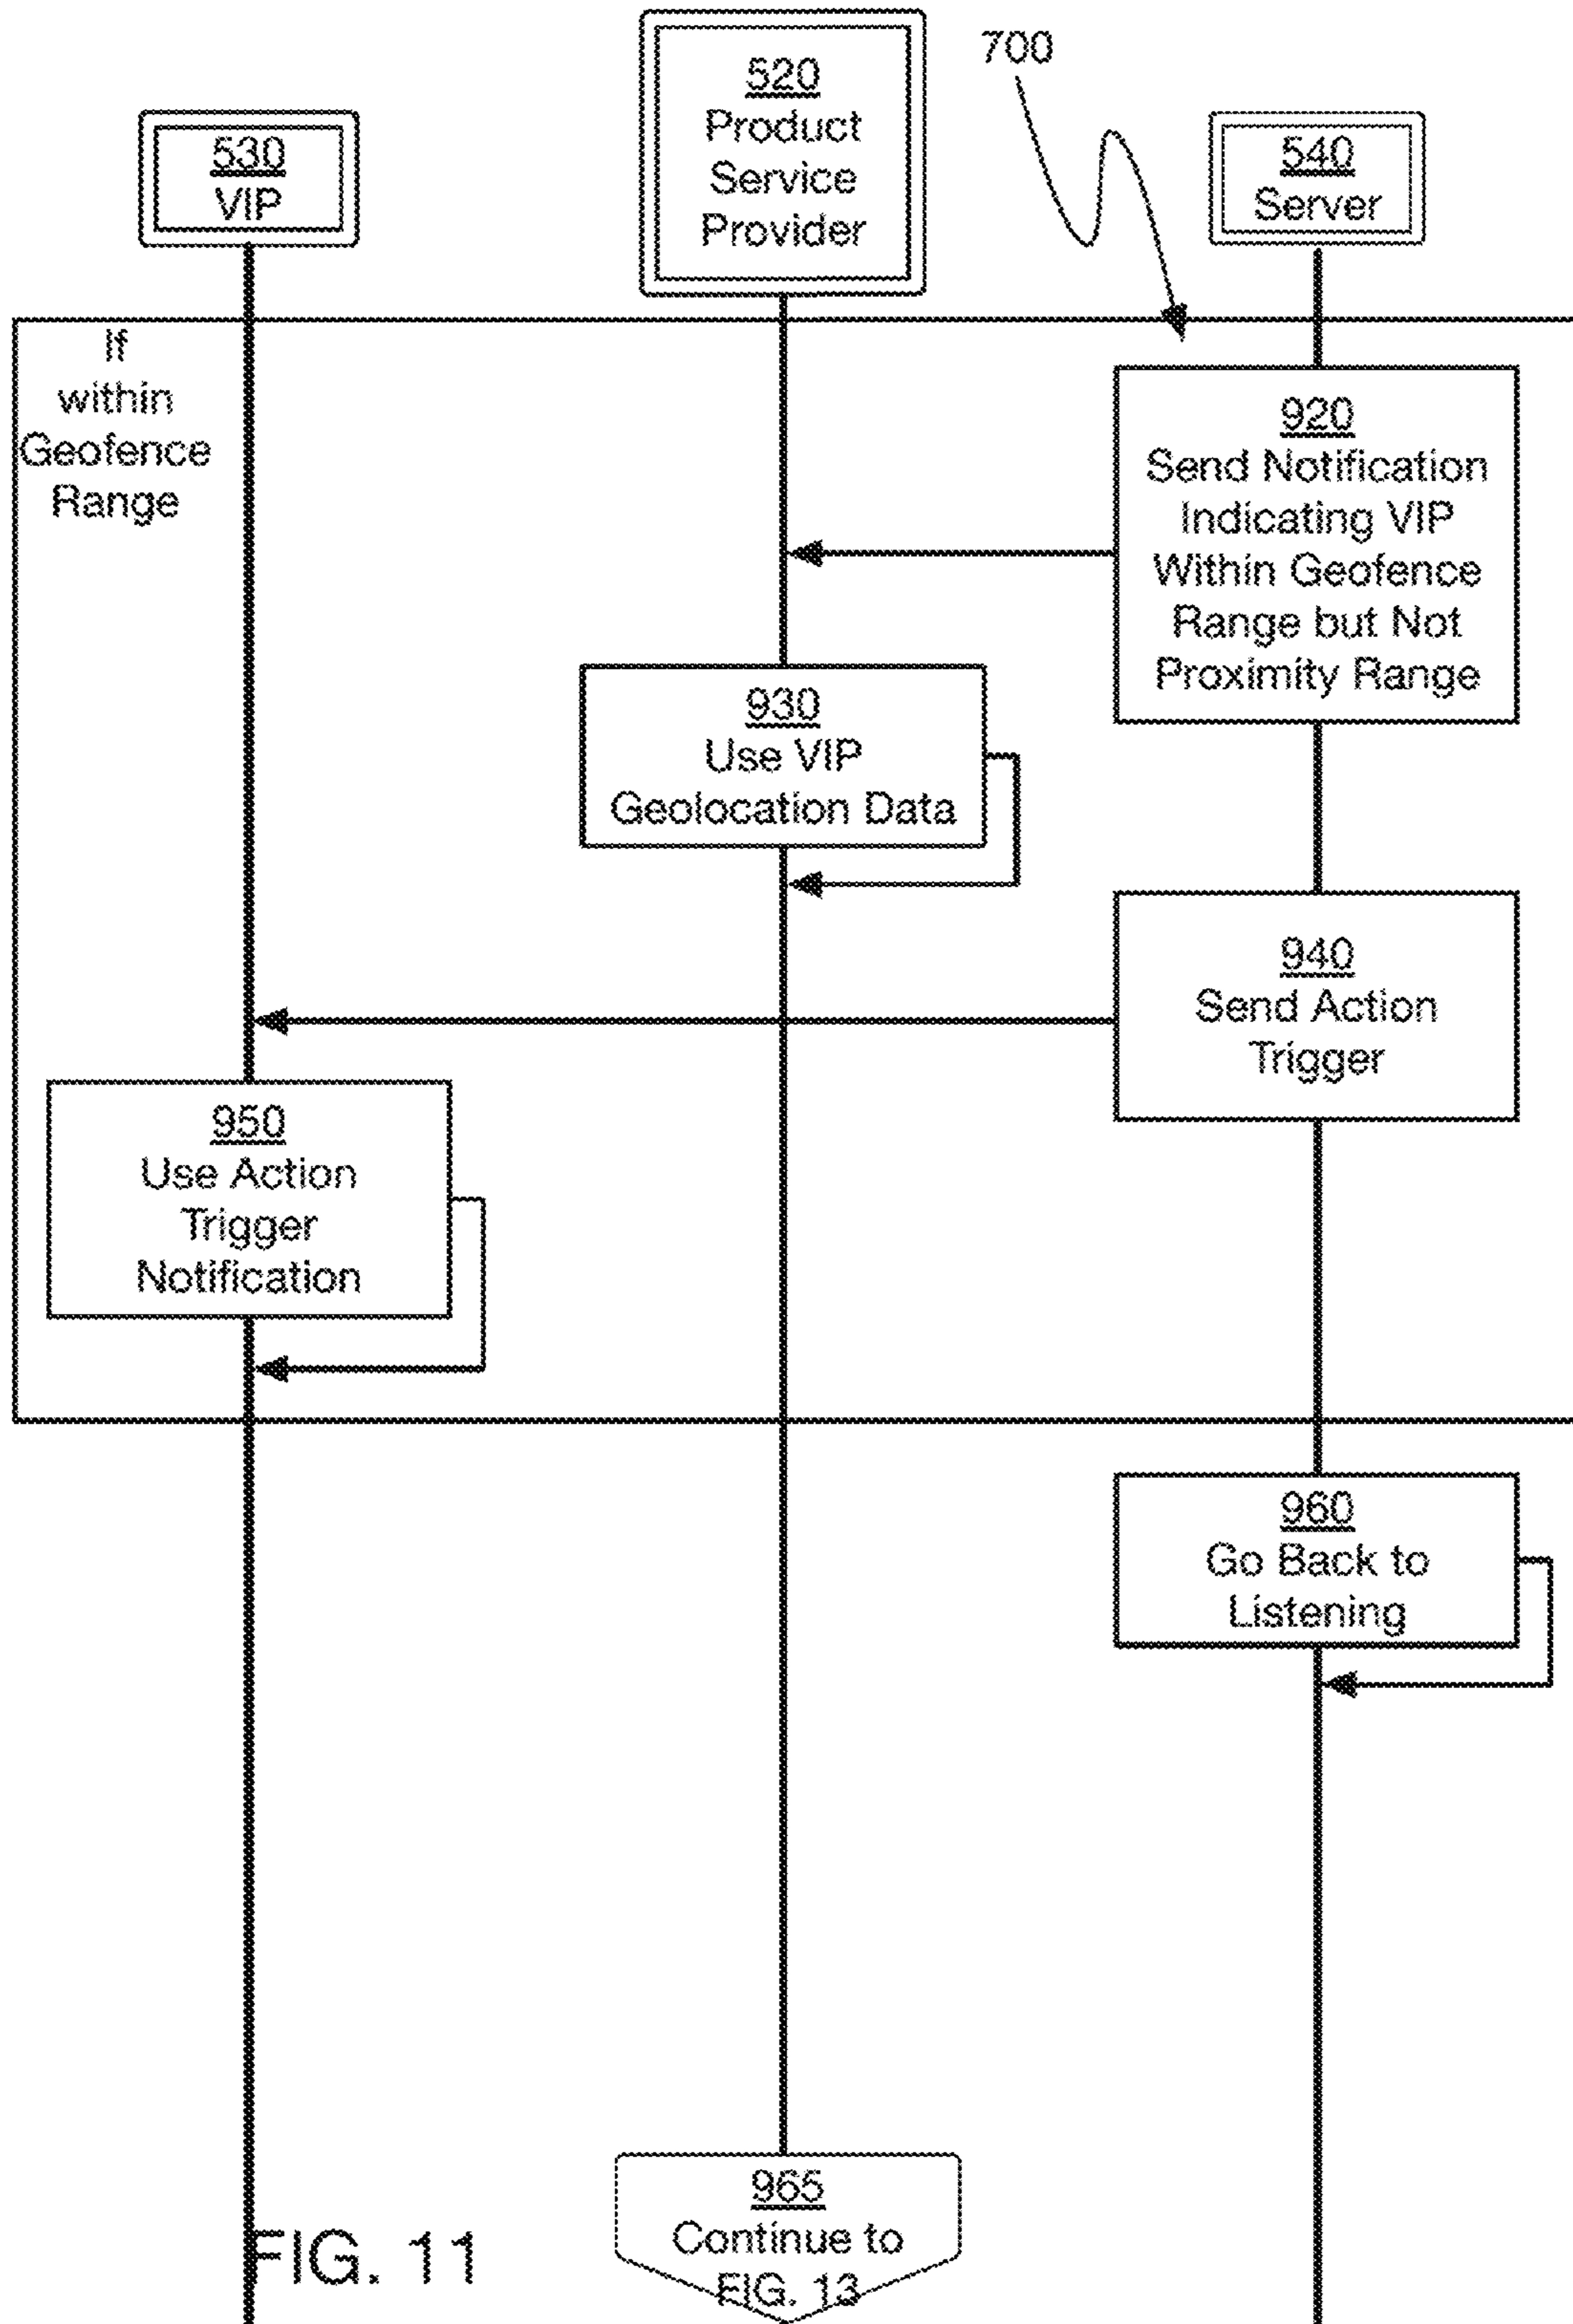 700
530
VIP
520
Product
Service
Provider
540
Server
If
within
Geofence
Range
920
Send Notification
Indicating VIP
Within Geofence
Range but Not
Proximity Range
930
Use VIP
Geolocation Data
940
Send Action
Trigger
950
Use Action
Trigger
Notification
960
Go Back to
Listening
965
Continue to
FIG. 13
FIG. 11